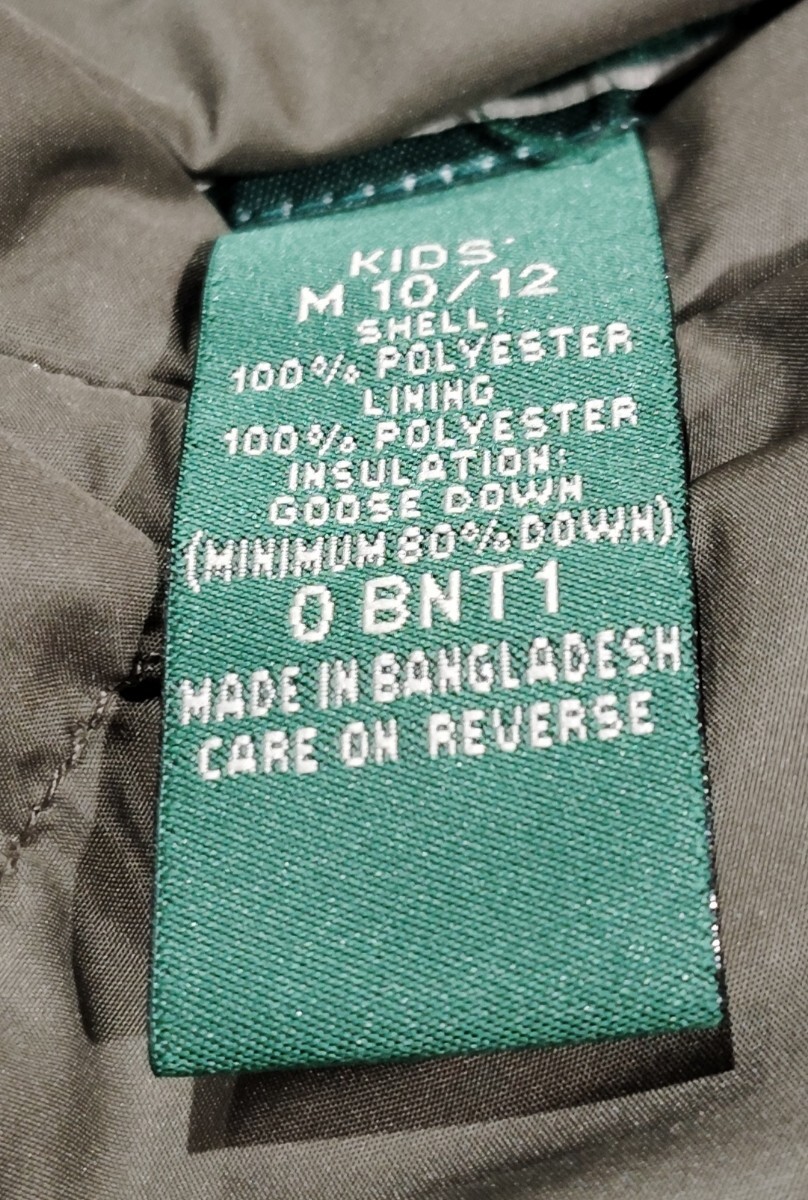 KIDS'
M 10/12
SHELL:
100% POLYESTER
LINING
100% POLYESTER
INSULATION:
GOOSE DOWN
(MINIMUM 80% DOWN)
0 BNT1
MADE IN BANGLADESH
CARE ON REVERSE